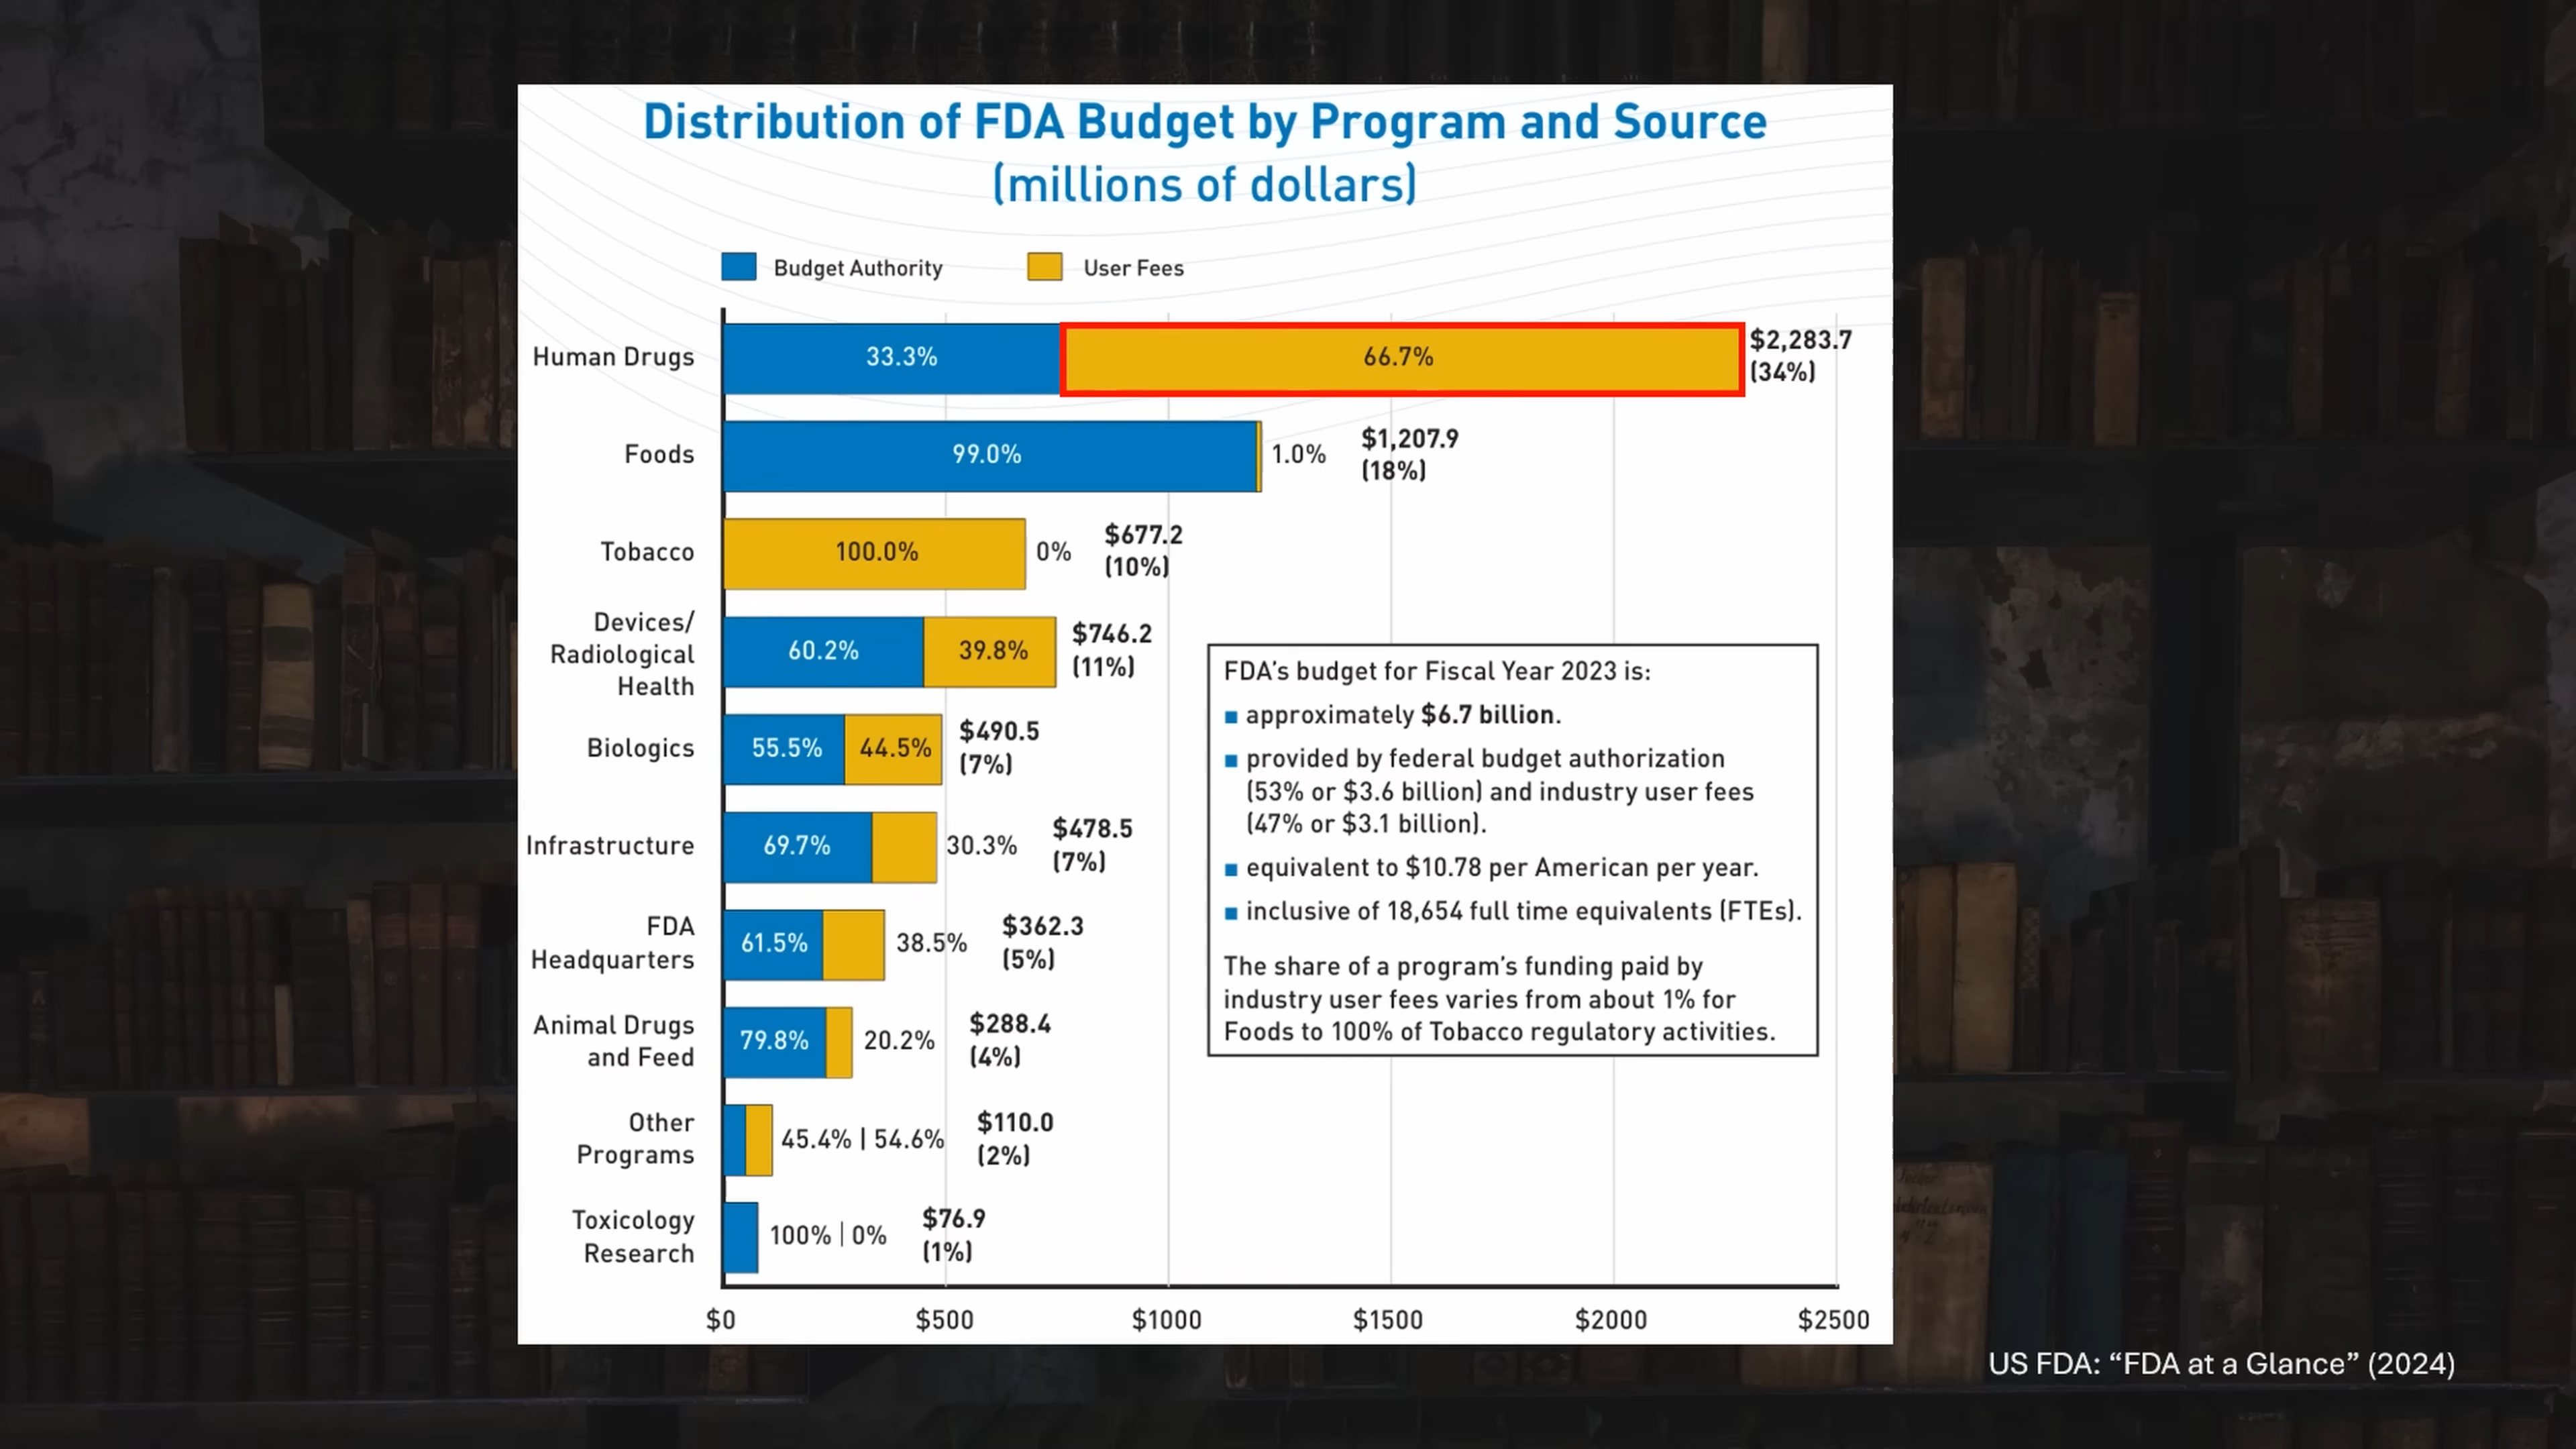 Distribution of FDA Budget by Program and Source
(millions of dollars)
Budget Authority
User Fees
Human Drugs
33.3%
66.7%
$2,283.7
(34%)
Foods
99.0%
1.0%
$1,207.9
(18%)
Tobacco
100.0%
0%
$677.2
(10%)
Devices/
Radiological
Health
60.2%
39.8%
$746.2
(11%)
Biologics
55.5%
44.5%
$490.5
(7%)
Infrastructure
69.7%
30.3%
$478.5
(7%)
FDA
Headquarters
61.5%
38.5%
$362.3
(5%)
Animal Drugs
and Feed
79.8%
20.2%
$288.4
(4%)
Other
Programs
45.4% | 54.6%
$110.0
(2%)
Toxicology
Research
100% | 0%
$76.9
(1%)
$0
$500
$1000
$1500
$2000
$2500
FDA's budget for Fiscal Year 2023 is:
■ approximately $6.7 billion.
■ provided by federal budget authorization
(53% or $3.6 billion) and industry user fees
(47% or $3.1 billion).
■ equivalent to $10.78 per American per year.
■ inclusive of 18,654 full time equivalents (FTEs).
The share of a program's funding paid by
industry user fees varies from about 1% for
Foods to 100% of Tobacco regulatory activities.
US FDA: “FDA at a Glance” (2024)